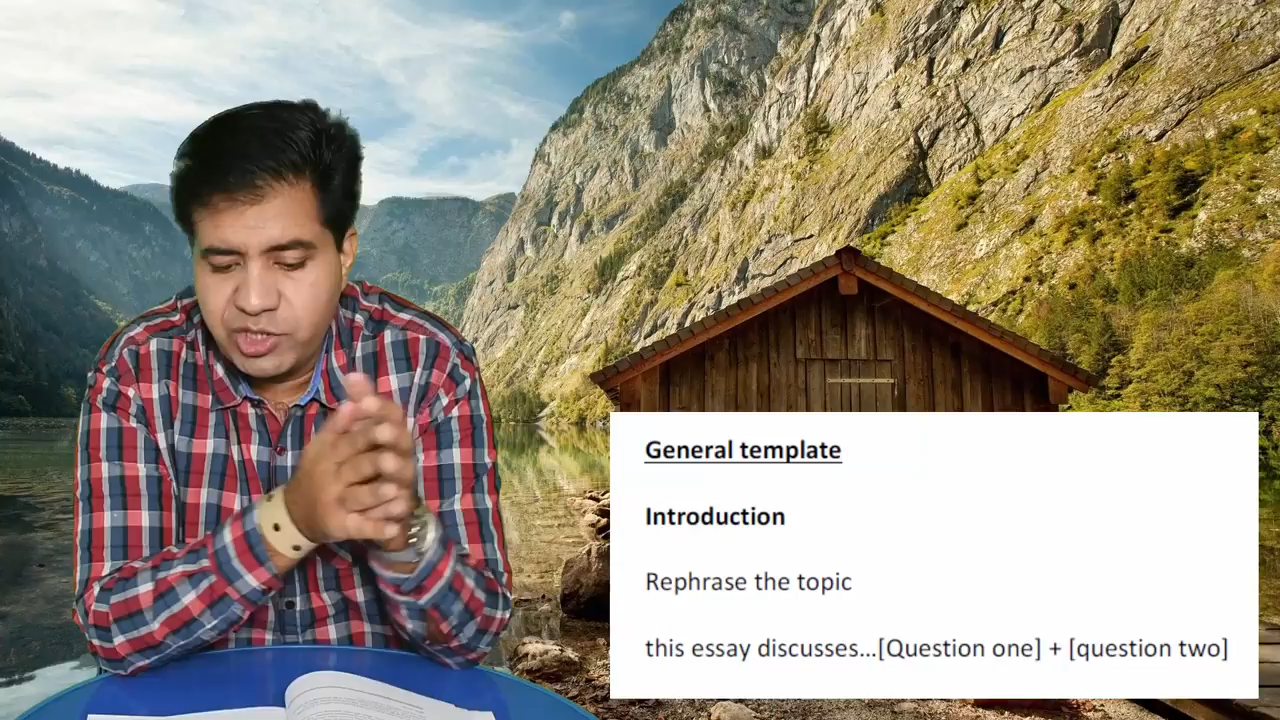 General template
Introduction
Rephrase the topic
this essay discusses...[Question one] + [question two]